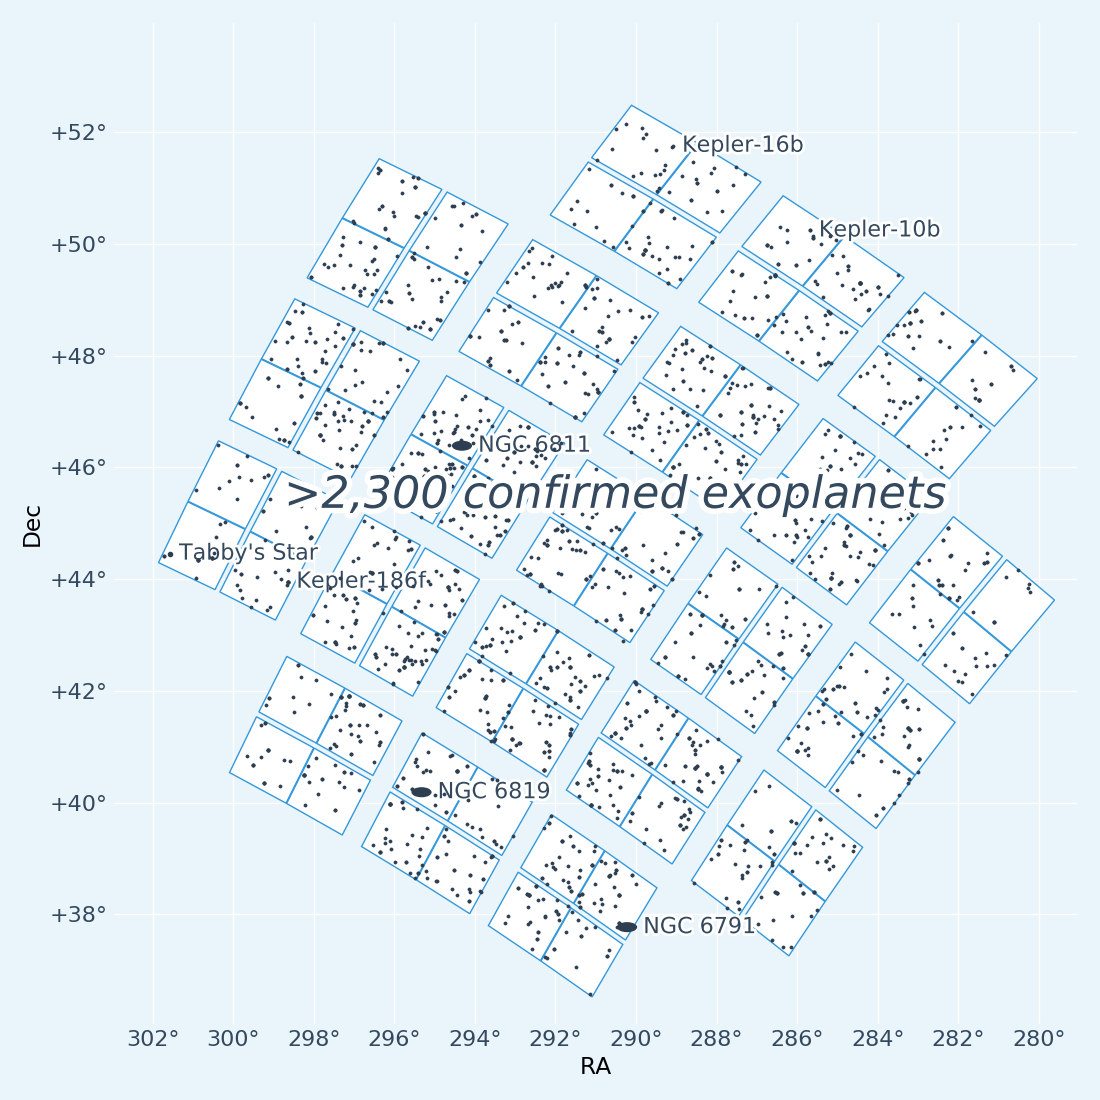 +52°
Kepler-16b
+50°
Kepler-10b
+48°
NGC 6811
+46°
>2,300 confirmed exoplanets
Dec
Tabby's Star
+44°
Kepler-186f
+42°
+40°
NGC 6819
+38°
NGC 6791
302° 300° 298° 296° 294° 292° 290° 288° 286° 284° 282° 280°
RA